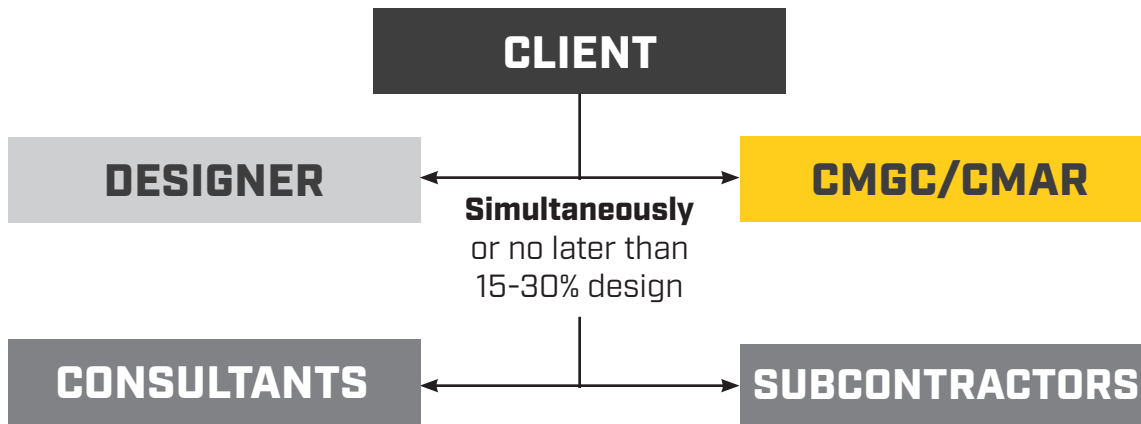 CLIENT
DESIGNER
CMGC/CMAR
Simultaneously
or no later than
15-30% design
CONSULTANTS
SUBCONTRACTORS